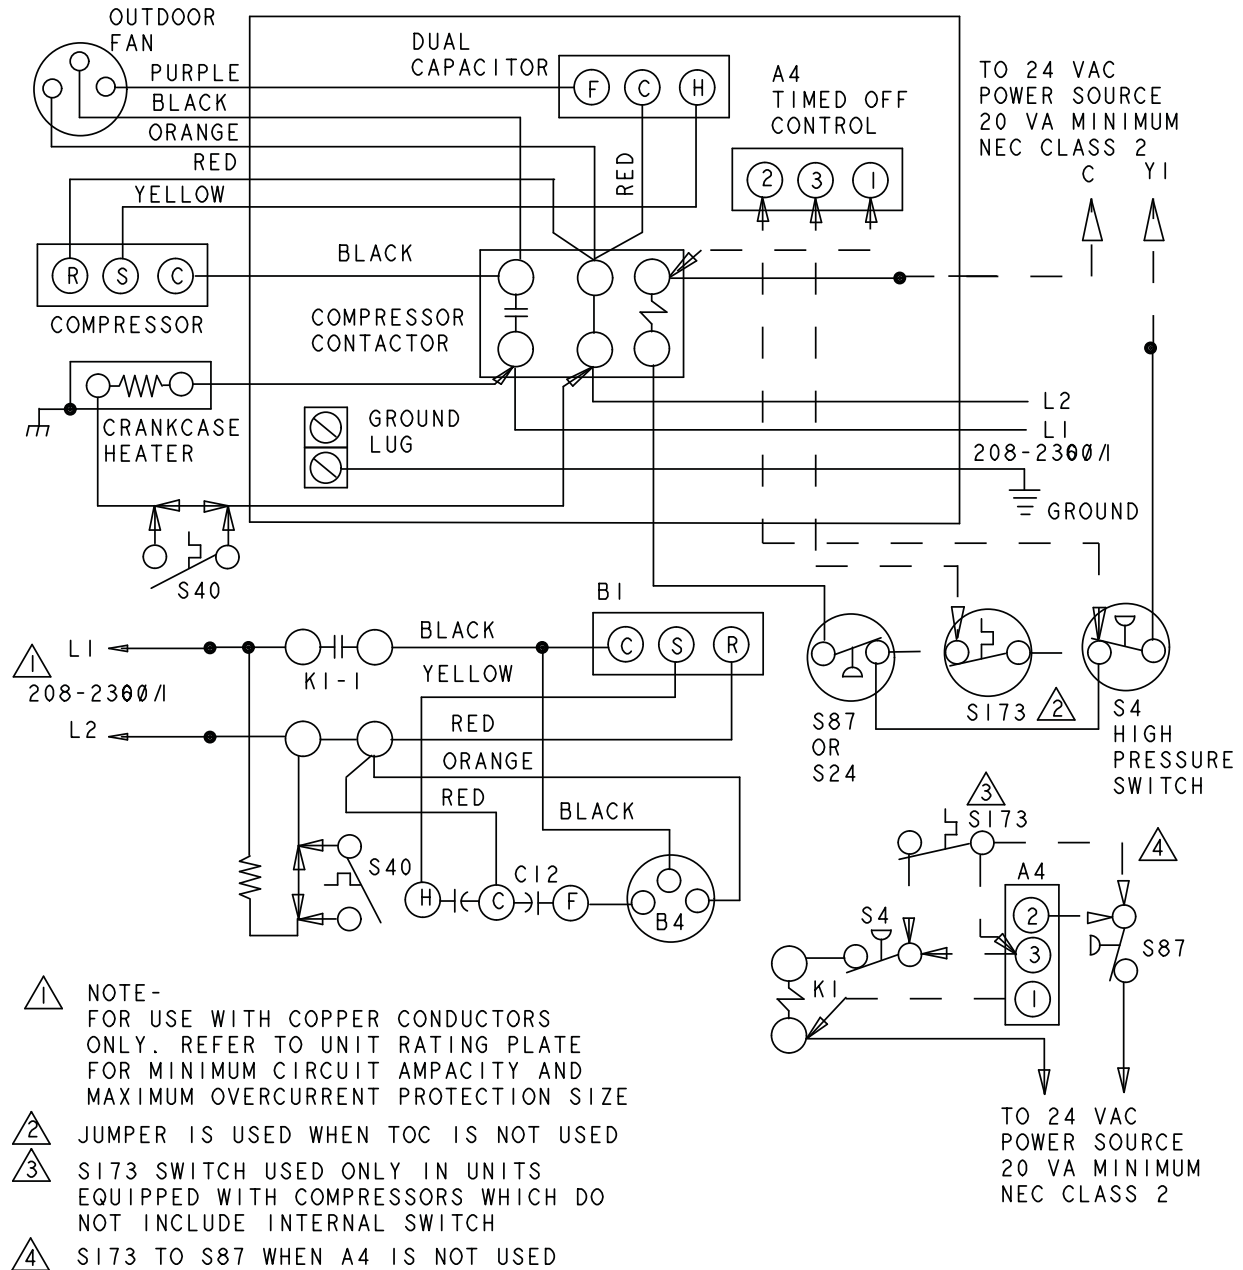 OUTDOOR
FAN
PURPLE
BLACK
ORANGE
RED
YELLOW
DUAL
CAPACITOR
F C H
RED
A4
TIMED OFF
CONTROL
2 3 1
TO 24 VAC
POWER SOURCE
20 VA MINIMUM
NEC CLASS 2
C Y1
R S C
COMPRESSOR
BLACK
COMPRESSOR
CONTACTOR
CRANKCASE
HEATER
GROUND
LUG
L2
L1
GROUND
S40
1
L1
L2
K1-1
BLACK
YELLOW
RED
ORANGE
RED
BLACK
B1
C S R
S87
OR
S24
S173 2
S4
HIGH
PRESSURE
SWITCH
S40
H C F
C12
B4
3
S173
4
A4
2
3
1
S4
S87
K1
TO 24 VAC
POWER SOURCE
20 VA MINIMUM
NEC CLASS 2
1 NOTE-
FOR USE WITH COPPER CONDUCTORS
ONLY. REFER TO UNIT RATING PLATE
FOR MINIMUM CIRCUIT AMPACITY AND
MAXIMUM OVERCURRENT PROTECTION SIZE
2 JUMPER IS USED WHEN TOC IS NOT USED
3 S173 SWITCH USED ONLY IN UNITS
EQUIPPED WITH COMPRESSORS WHICH DO
NOT INCLUDE INTERNAL SWITCH
4 S173 TO S87 WHEN A4 IS NOT USED